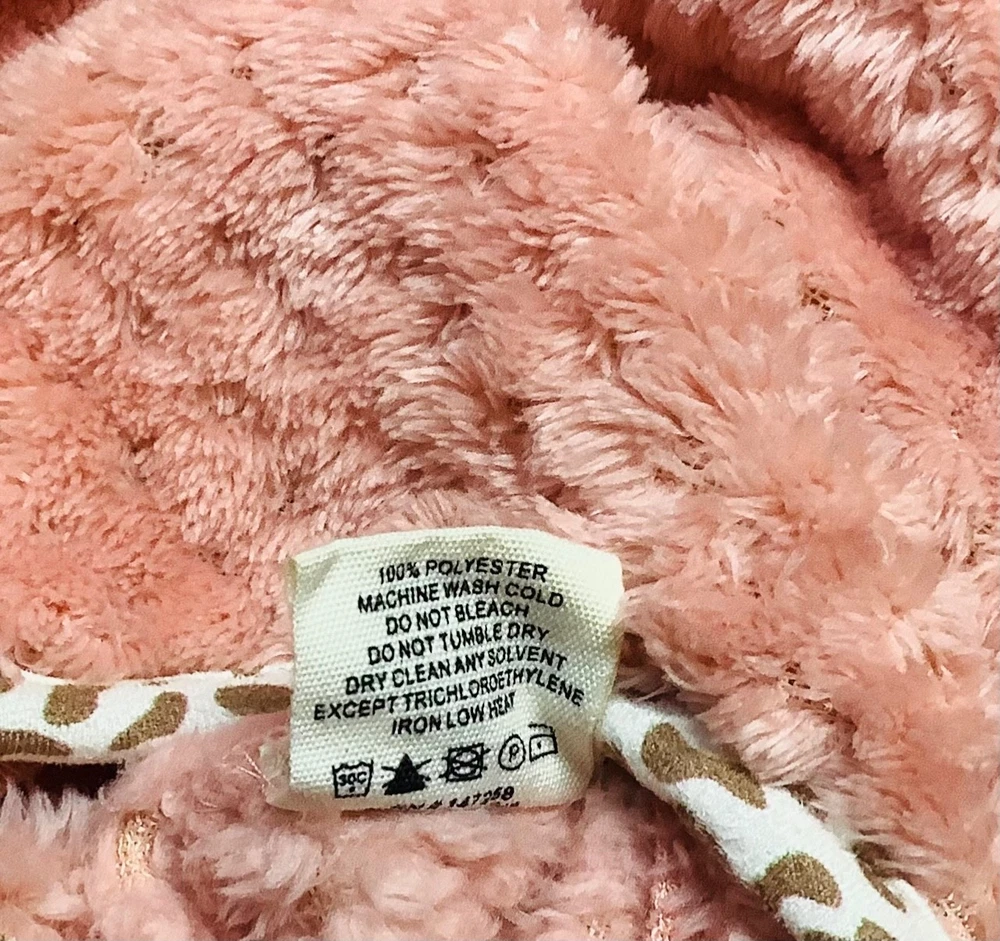 100% POLYESTER
MACHINE WASH COLD
DO NOT BLEACH
DO NOT TUMBLE DRY
DRY CLEAN ANY SOLVENT
EXCEPT TRICHLOROETHYLENE
IRON LOW HEAT
30C P